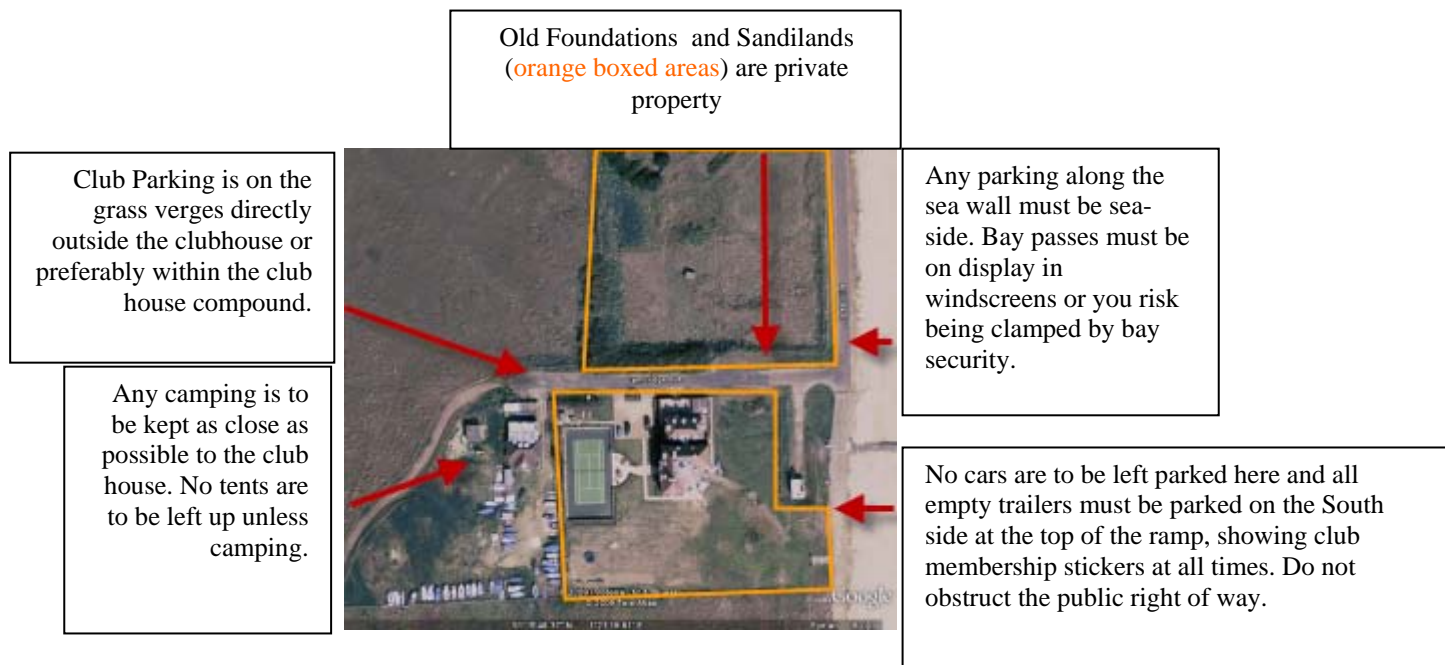 Old Foundations and Sandilands
(orange boxed areas) are private
property
Club Parking is on the
grass verges directly
outside the clubhouse or
preferably within the club
house compound.
Any parking along the
sea wall must be sea-
side. Bay passes must be
on display in
windscreens or you risk
being clamped by bay
security.
Any camping is to
be kept as close as
possible to the club
house. No tents are
to be left up unless
camping.
No cars are to be left parked here and all
empty trailers must be parked on the South
side at the top of the ramp, showing club
membership stickers at all times. Do not
obstruct the public right of way.
Google